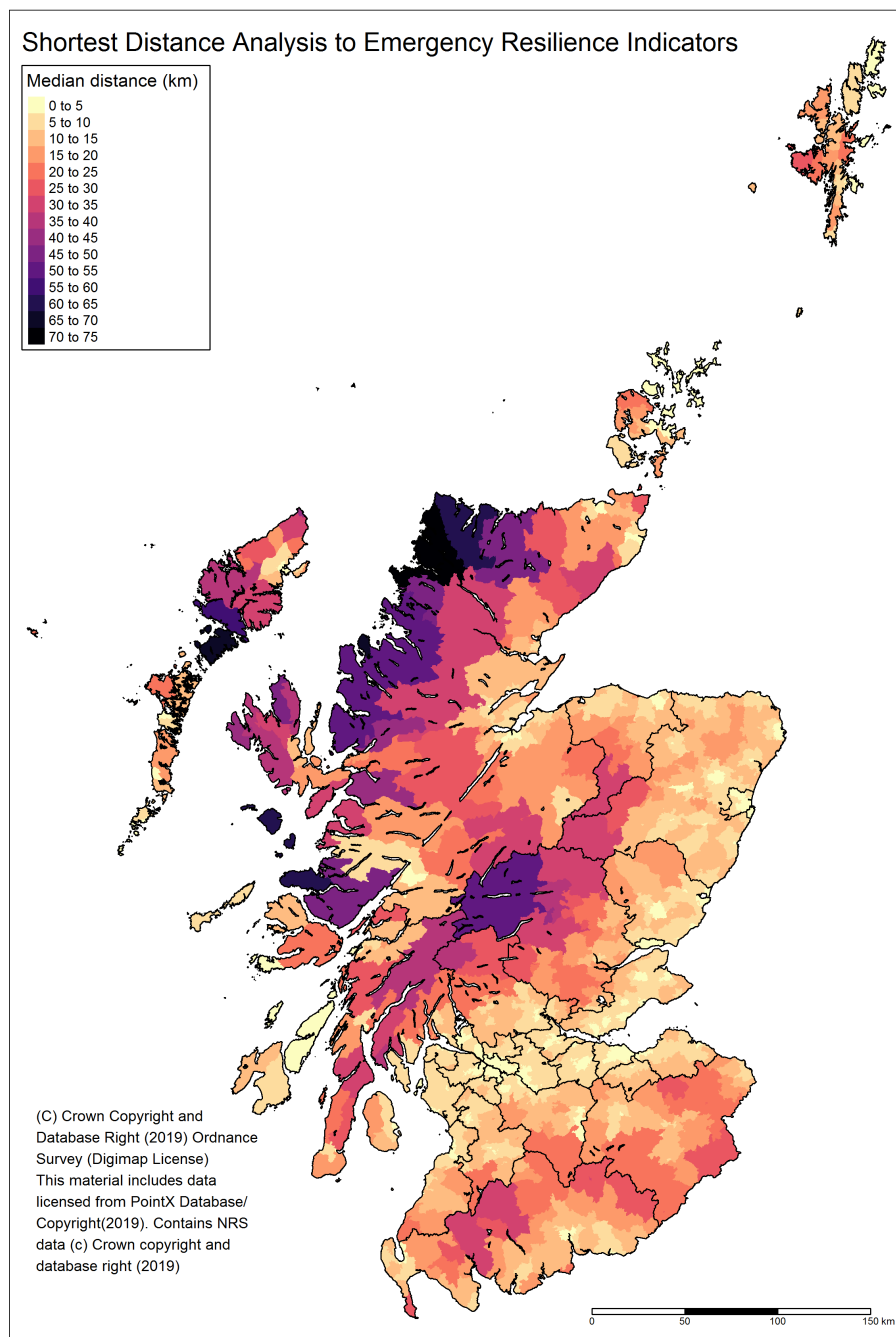 Shortest Distance Analysis to Emergency Resilience Indicators
Median distance (km)
0 to 5
5 to 10
10 to 15
15 to 20
20 to 25
25 to 30
30 to 35
35 to 40
40 to 45
45 to 50
50 to 55
55 to 60
60 to 65
65 to 70
70 to 75
(C) Crown Copyright and
Database Right (2019) Ordnance
Survey (Digimap License)
This material includes data
licensed from PointX Database/
Copyright(2019). Contains NRS
data (c) Crown copyright and
database right (2019)
0 50 100 150 km